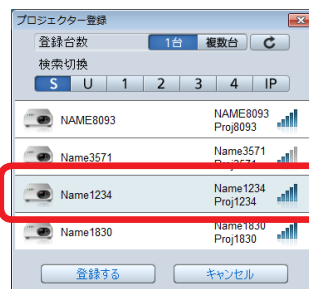 プロジェクター登録
登録台数 1台 複数台
検索切換
S U 1 2 3 4 IP
NAME8093 NAME8093
Proj8093
Name3571 Name3571
Proj3571
Name1234 Name1234
Proj1234
Name1830 Name1830
Proj1830
登録する キャンセル